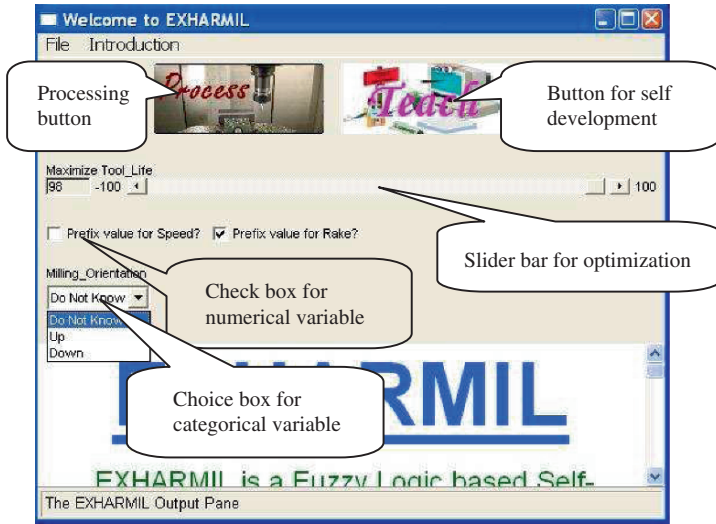 Welcome to EXHARMIL
File Introduction
Processing
button
Process
Teach
Button for self
development
Maximize Tool_Life
98 -100 100
Prefix value for Speed? Prefix value for Rake?
Slider bar for optimization
Milling_Orientation
Check box for
numerical variable
Do Not Know
Do Not Know
Up
Down
Choice box for
categorical variable
EXHARMIL is a Fuzzy Logic based Self-
The EXHARMIL Output Pane